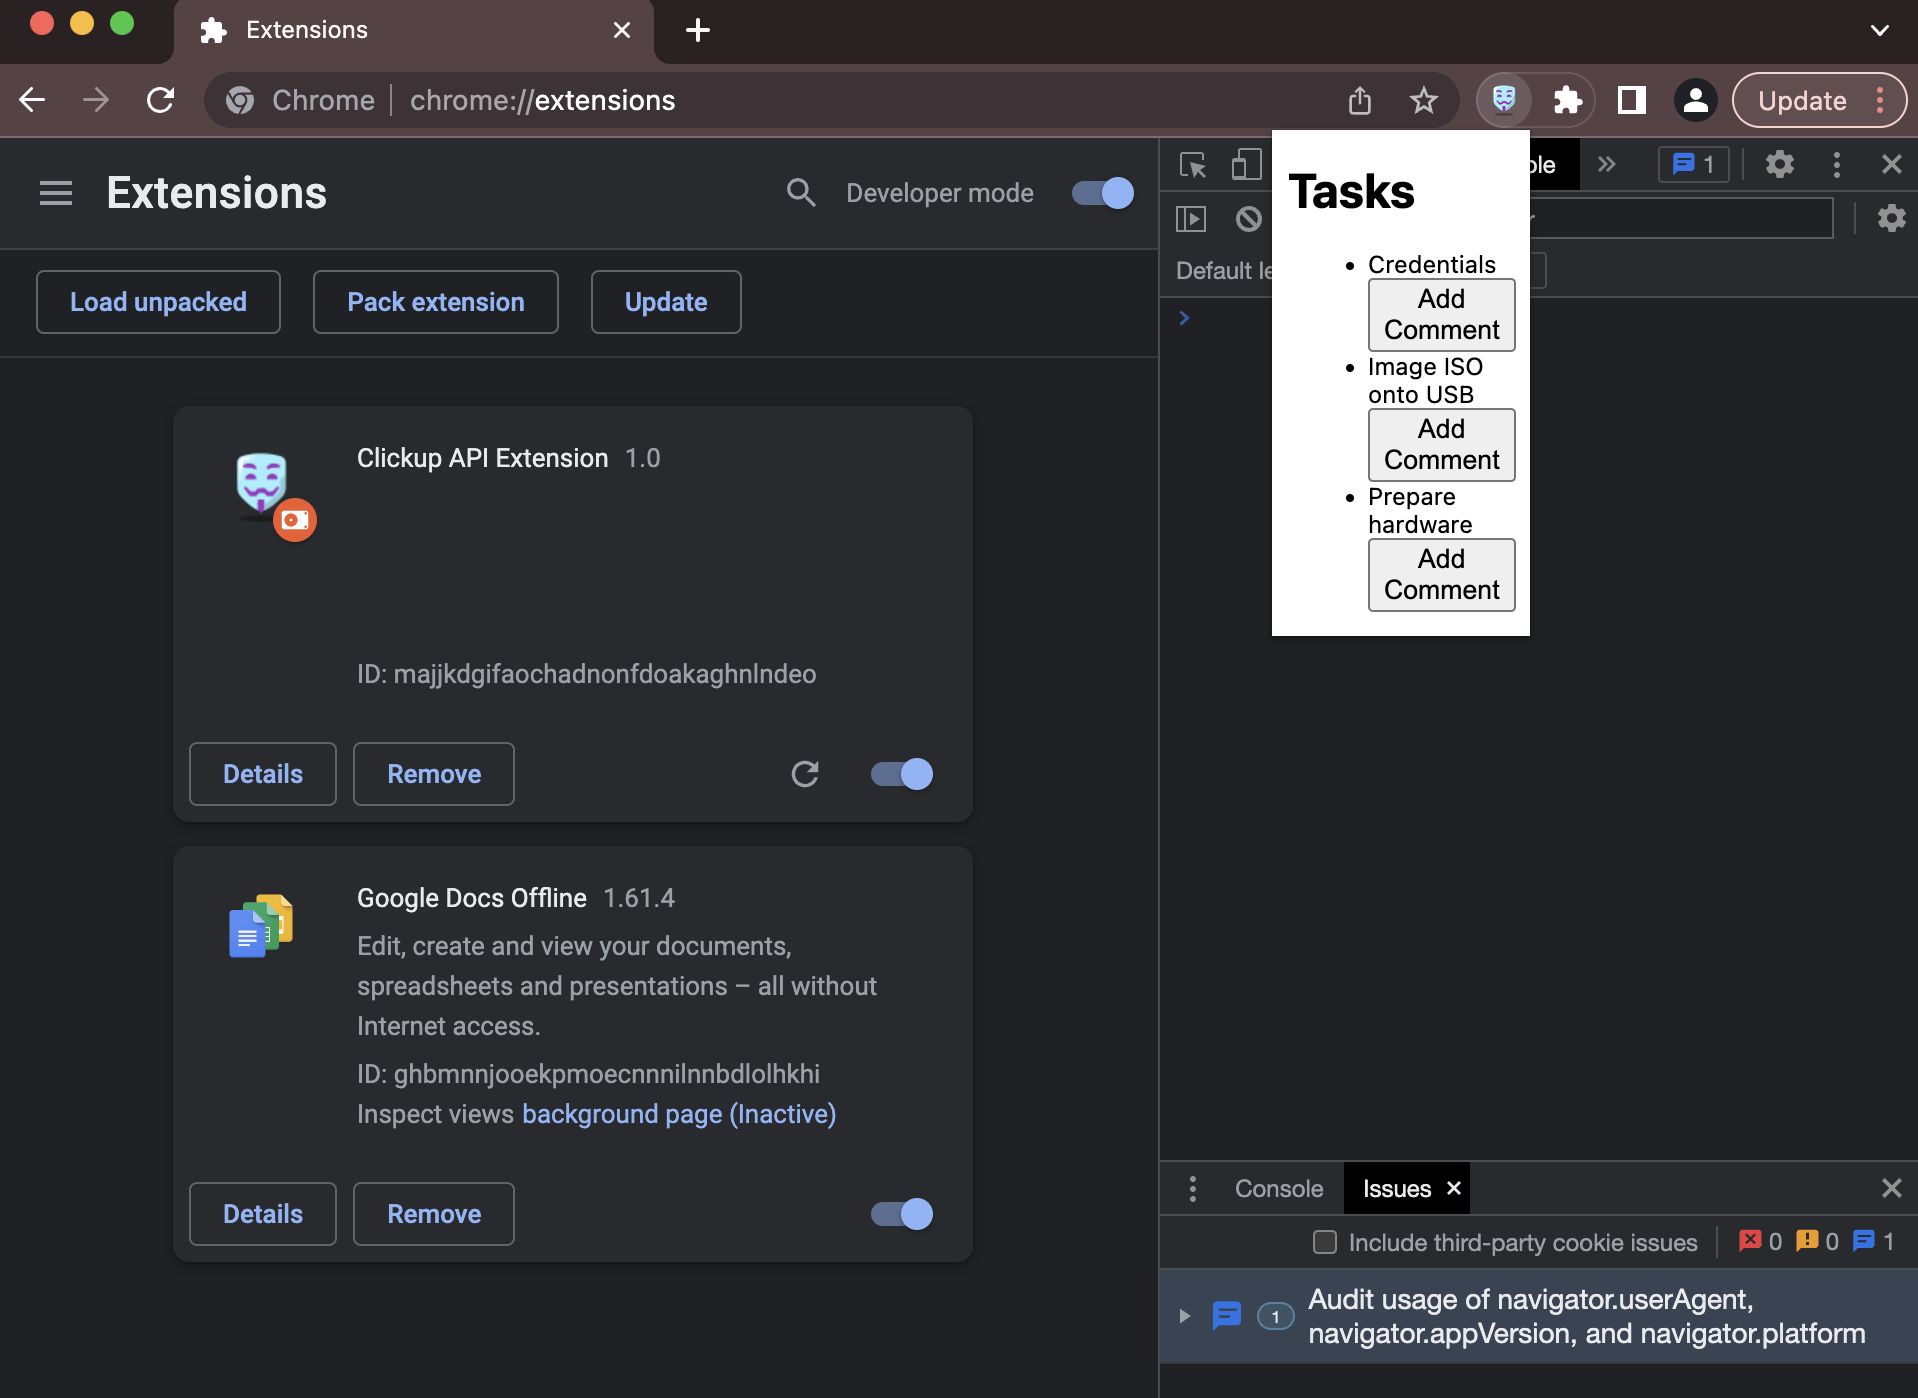 Extensions
Chrome
chrome://extensions
Update
Extensions
Developer mode
Load unpacked
Pack extension
Update
Clickup API Extension 1.0
ID: majjkdgifaochadnonfdoakaghnlndeo
Details
Remove
Google Docs Offline 1.61.4
Edit, create and view your documents,
spreadsheets and presentations – all without
Internet access.
ID: ghbmnnjooekpmoecnnnilnnbdlolhkhi
Inspect views background page (Inactive)
Details
Remove
1
Tasks
Credentials
Add
Comment
Image ISO
onto USB
Add
Comment
Prepare
hardware
Add
Comment
Default
Console
Issues
Include third-party cookie issues
0
0
1
1
Audit usage of navigator.userAgent,
navigator.appVersion, and navigator.platform